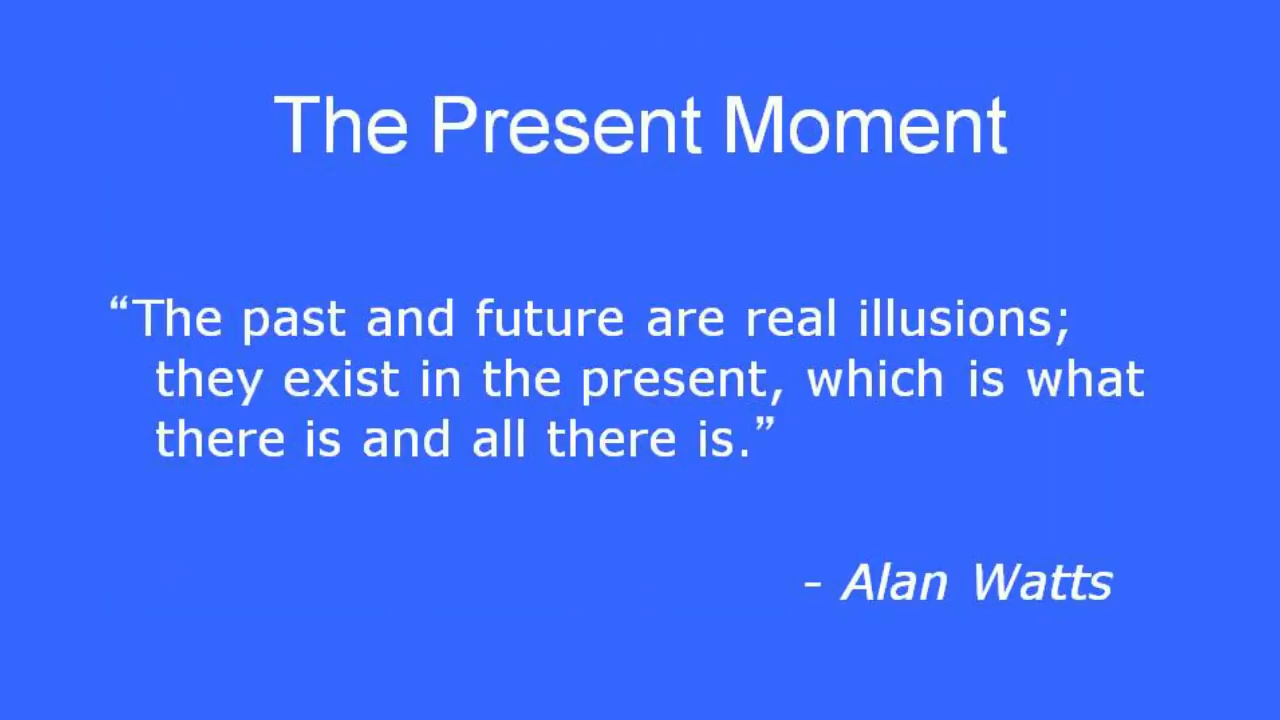 The Present Moment
“The past and future are real illusions;
they exist in the present, which is what
there is and all there is.”
- Alan Watts